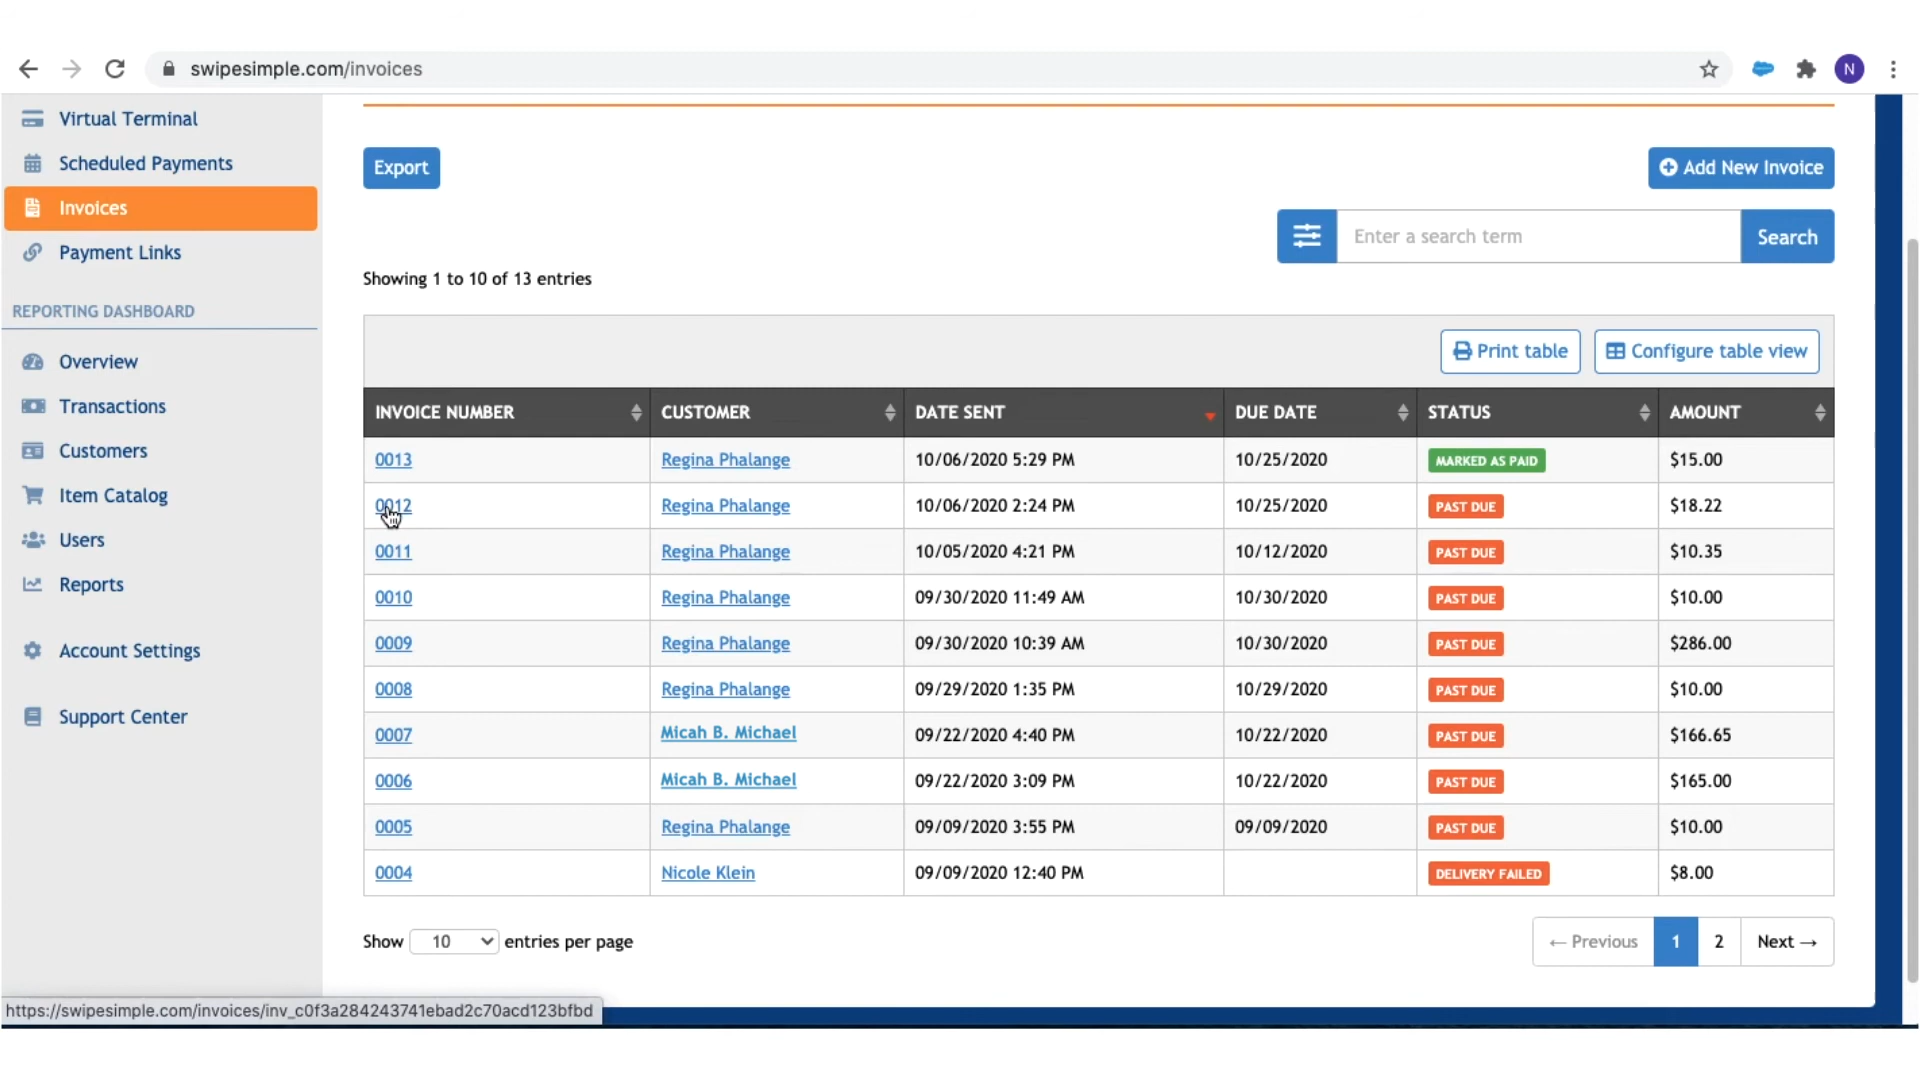 swipesimple.com/invoices
N
Virtual Terminal
Scheduled Payments
Invoices
Payment Links
REPORTING DASHBOARD
Overview
Transactions
Customers
Item Catalog
Users
Reports
Account Settings
Support Center
Export
Add New Invoice
Enter a search term
Search
Showing 1 to 10 of 13 entries
Print table
Configure table view
INVOICE NUMBER CUSTOMER DATE SENT DUE DATE STATUS AMOUNT
0013 Regina Phalange 10/06/2020 5:29 PM 10/25/2020 MARKED AS PAID $15.00
0012 Regina Phalange 10/06/2020 2:24 PM 10/25/2020 PAST DUE $18.22
0011 Regina Phalange 10/05/2020 4:21 PM 10/12/2020 PAST DUE $10.35
0010 Regina Phalange 09/30/2020 11:49 AM 10/30/2020 PAST DUE $10.00
0009 Regina Phalange 09/30/2020 10:39 AM 10/30/2020 PAST DUE $286.00
0008 Regina Phalange 09/29/2020 1:35 PM 10/29/2020 PAST DUE $10.00
0007 Micah B. Michael 09/22/2020 4:40 PM 10/22/2020 PAST DUE $166.65
0006 Micah B. Michael 09/22/2020 3:09 PM 10/22/2020 PAST DUE $165.00
0005 Regina Phalange 09/09/2020 3:55 PM 09/09/2020 PAST DUE $10.00
0004 Nicole Klein 09/09/2020 12:40 PM DELIVERY FAILED $8.00
Show 10 entries per page
← Previous 1 2 Next →
https://swipesimple.com/invoices/inv_c0f3a284243741ebad2c70acd123bfbd